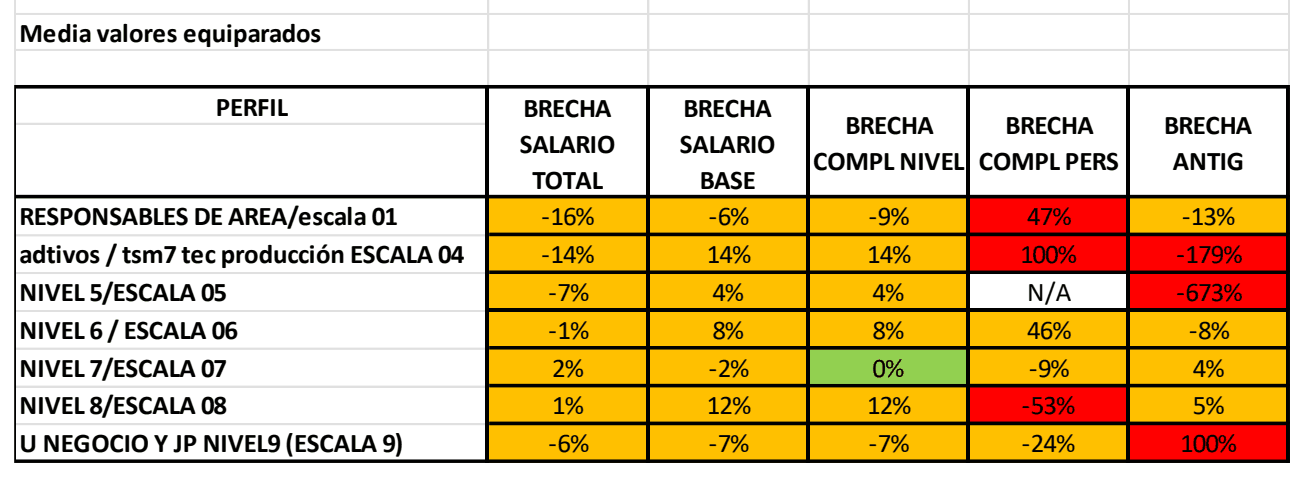 Media valores equiparados
PERFIL BRECHA SALARIO TOTAL BRECHA SALARIO BASE BRECHA COMPL NIVEL BRECHA COMPL PERS BRECHA ANTIG
RESPONSABLES DE AREA/escala 01 -16% -6% -9% 47% -13%
adtivos / tsm7 tec producción ESCALA 04 -14% 14% 14% 100% -179%
NIVEL 5/ESCALA 05 -7% 4% 4% N/A -673%
NIVEL 6 / ESCALA 06 -1% 8% 8% 46% -8%
NIVEL 7/ESCALA 07 2% -2% 0% -9% 4%
NIVEL 8/ESCALA 08 1% 12% 12% -53% 5%
U NEGOCIO Y JP NIVEL9 (ESCALA 9) -6% -7% -7% -24% 100%